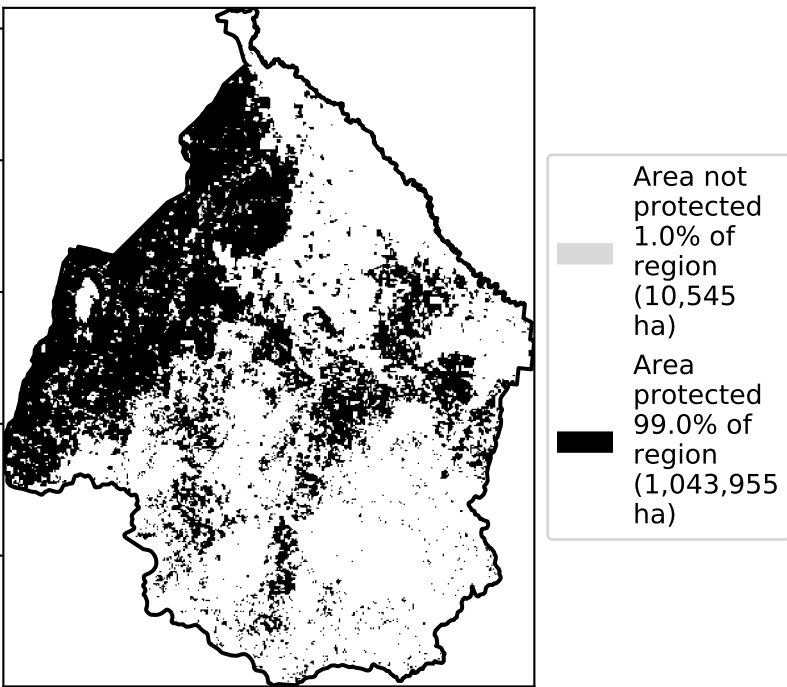 Area not
protected
1.0% of
region
(10,545
ha)
Area
protected
99.0% of
region
(1,043,955
ha)